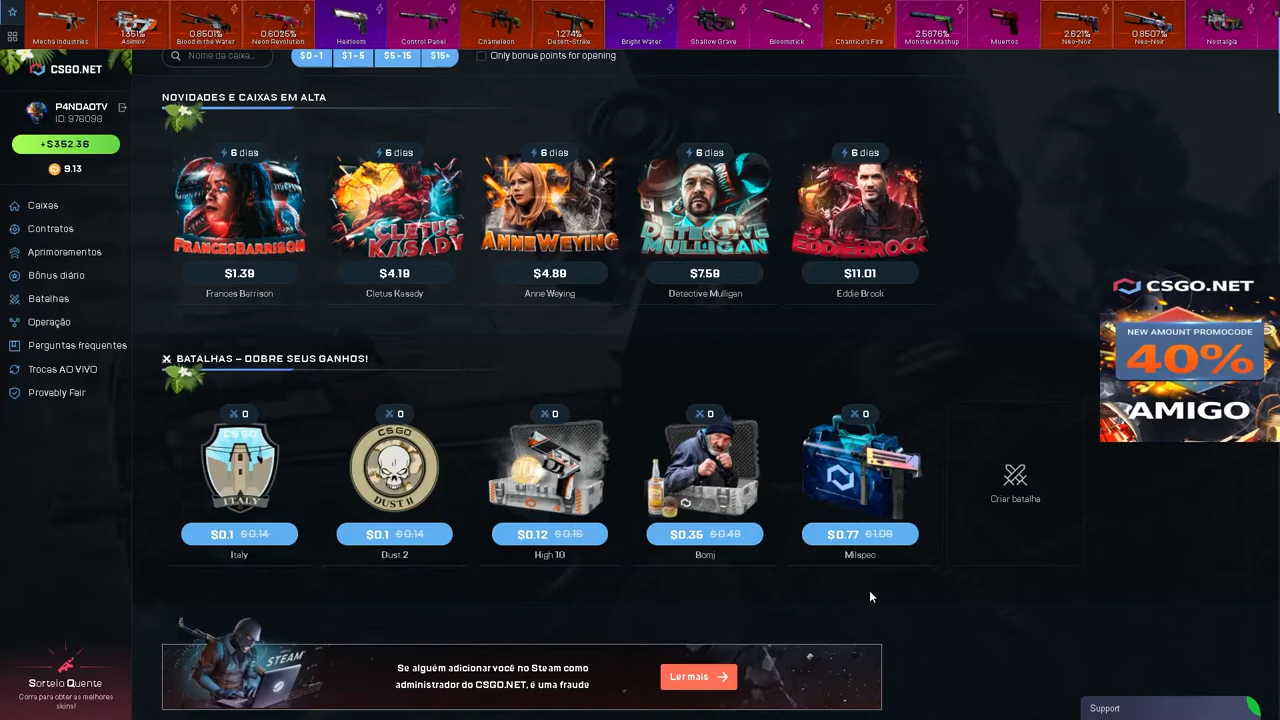 Mecha Industries
1.351%
Asiimov
0.8501%
Blood in the Water
0.6025%
Neon Revolution
Heirloom
Control Panel
Chameleon
1.274%
Desert-Strike
Bright Water
Shallow Grave
Bloomstick
Chantico's Fire
2.5876%
Monster Mashup
Muertos
2.621%
Neo-Noir
0.8507%
Neo-Noir
Nostalgia
CSGO.NET
P4NDAOTV
ID: 978098
+$352.36
9.13
Caixas
Contratos
Aprimoramentos
Bônus diário
Batalhas
Operação
Perguntas frequentes
Trocas AO VIVO
Provably Fair
Sorteio Quente
Corra para obter as melhores
skins!
Nome da caixa...
$0-1
$1-5
$5-15
$15+
Only bonus points for opening
NOVIDADES E CAIXAS EM ALTA
6 dias
6 dias
6 dias
6 dias
6 dias
FRANCES BARRISON
CLETUS
KASADY
ANNE WEYING
DETECTIVE
MULLIGAN
EDDIE BROCK
$1.39
$4.19
$4.89
$7.59
$11.01
Frances Barrison
Cletus Kasady
Anne Weying
Detective Mulligan
Eddie Brock
BATALHAS – DOBRE SEUS GANHOS!
0
0
0
0
0
CS GO
ITALY
CS GO
DUST II
$0.1 $0.14
$0.1 $0.14
$0.12 $0.16
$0.35 $0.49
$0.77 $1.09
Italy
Dust 2
High 10
Bomj
Milspec
Criar batalha
STEAM
Se alguém adicionar você no Steam como
administrador do CSGO.NET, é uma fraude
Ler mais
CSGO.NET
NEW AMOUNT PROMOCODE
40%
AMIGO
Support